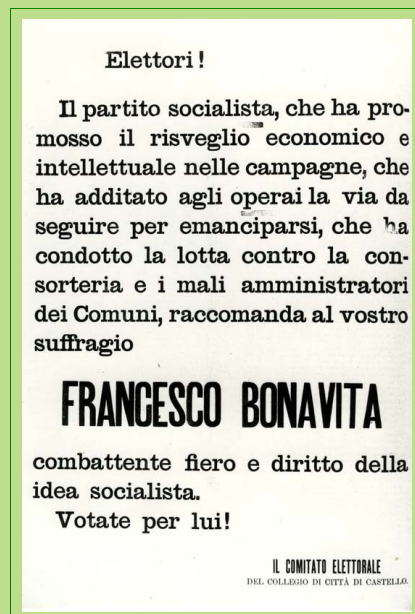 Elettori!
Il partito socialista, che ha pro-
mosso il risveglio economico e
intellettuale nelle campagne, che
ha additato agli operai la via da
seguire per emanciparsi, che ha
condotto la lotta contro la con-
sorteria e i mali amministratori
dei Comuni, raccomanda al vostro
suffragio
FRANCESCO BONAVITA
combattente fiero e diritto della
idea socialista.
Votate per lui!
IL COMITATO ELETTORALE
DEL COLLEGIO DI CITTÀ DI CASTELLO.